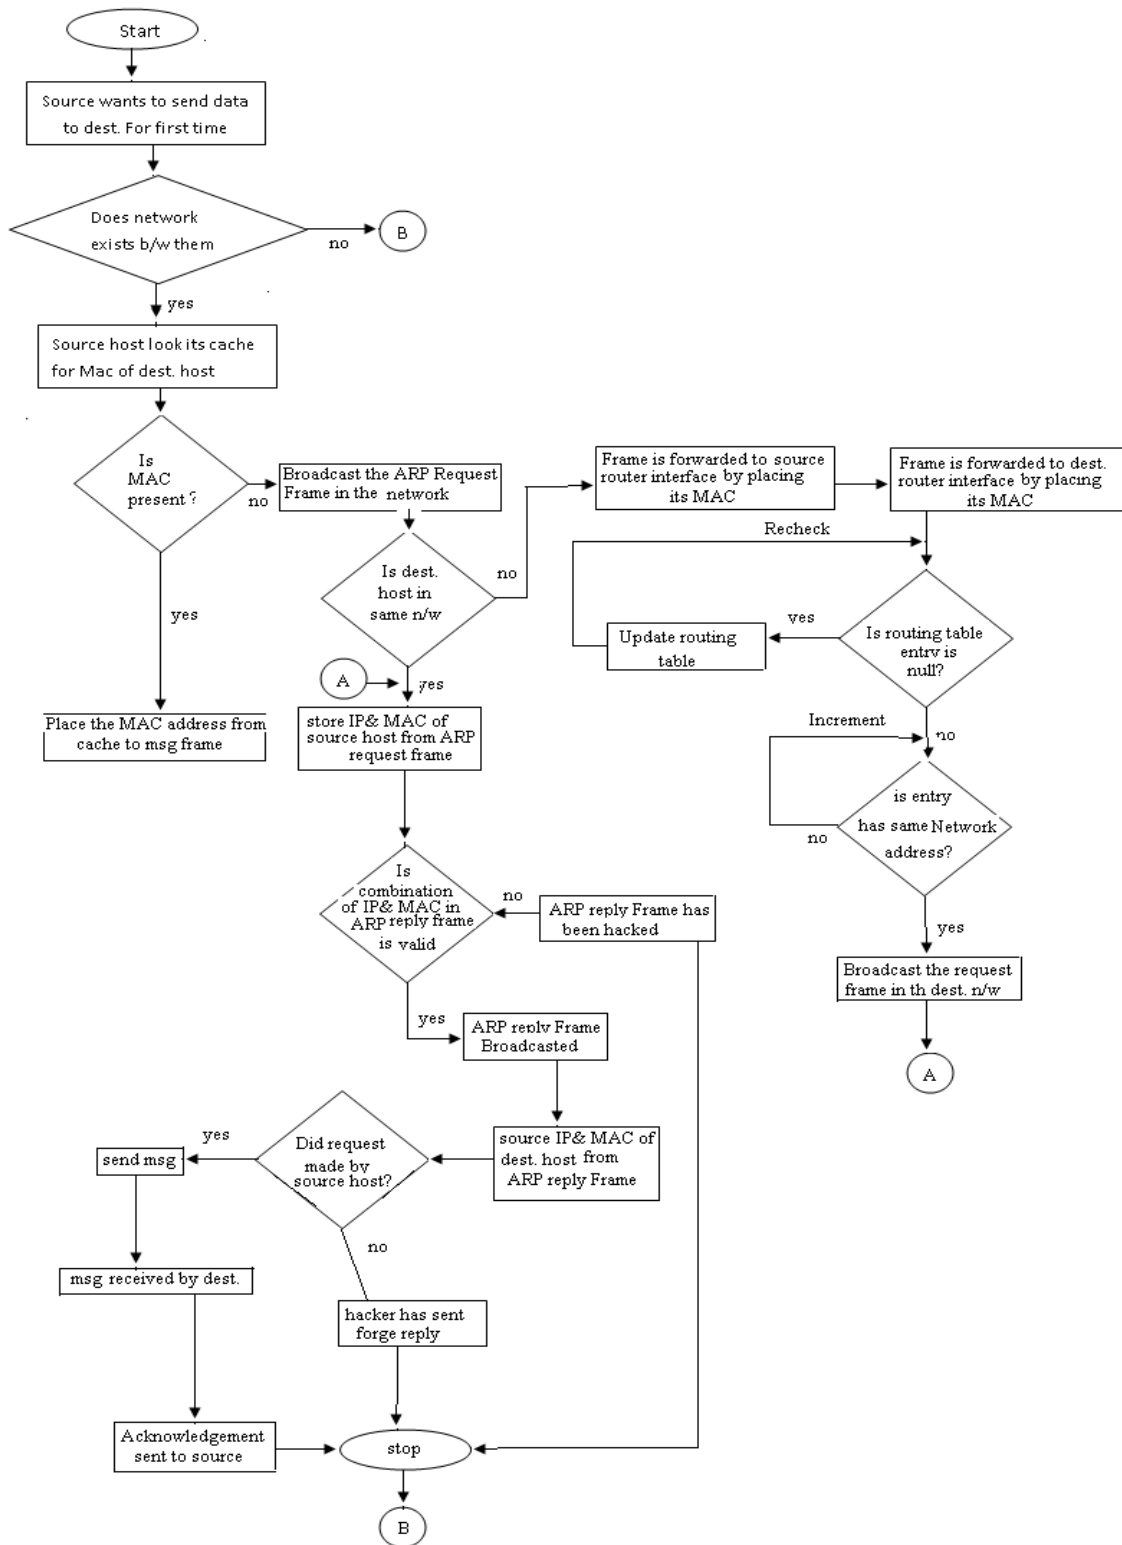 Start
Source wants to send data
to dest. For first time
Does network
exists b/w them
no
B
yes
Source host look its cache
for Mac of dest. host
Is
MAC
present ?
no
Broadcast the ARP Request
Frame in the network
Frame is forwarded to source
router interface by placing
its MAC
Frame is forwarded to dest.
router interface by placing
its MAC
Recheck
Is dest.
host in
same n/w
no
yes
Update routing
table
yes
Is routing table
entry is
null?
A
yes
Place the MAC address from
cache to msg frame
store IP& MAC of
source host from ARP
request frame
Increment
no
is entry
has same Network
address?
no
Is
combination
of IP& MAC in
ARP reply frame
is valid
no
ARP reply Frame has
been hacked
yes
Broadcast the request
frame in th dest. n/w
yes
ARP reply Frame
Broadcasted
A
Did request
made by
source host?
yes
send msg
source IP& MAC of
dest. host from
ARP reply Frame
no
msg received by dest.
hacker has sent
forge reply
Acknowledgement
sent to source
stop
B